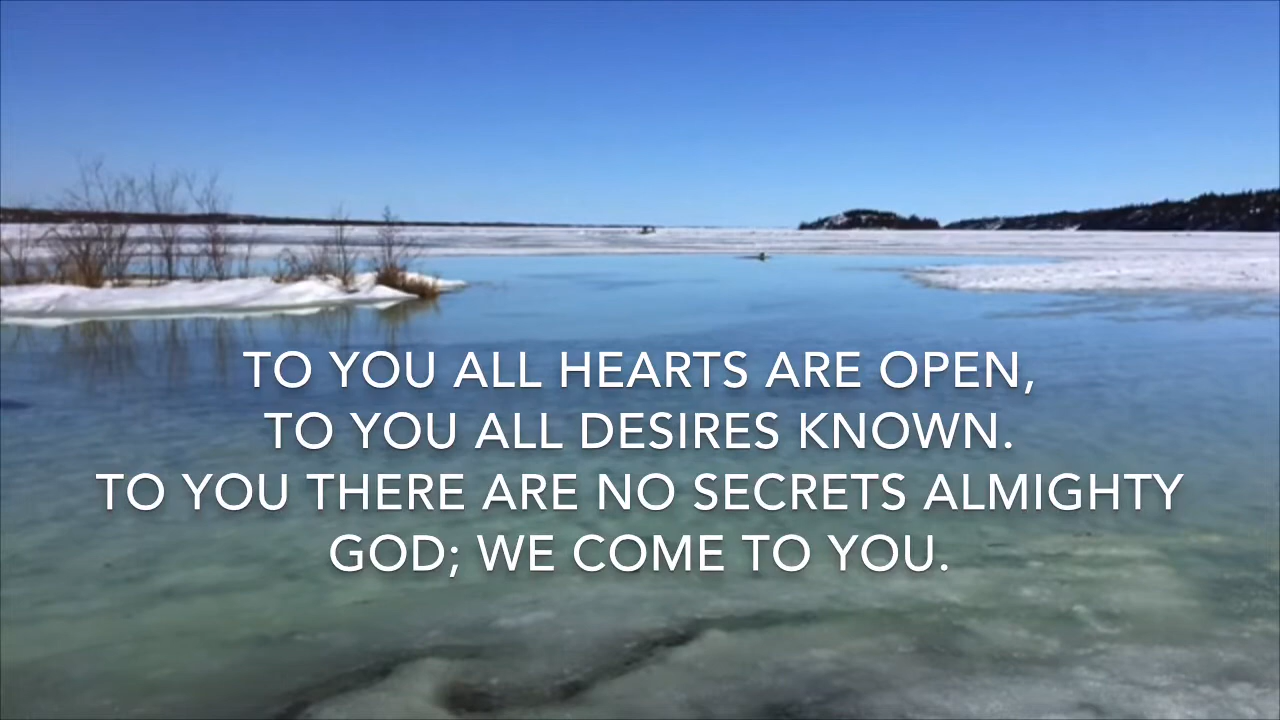 TO YOU ALL HEARTS ARE OPEN,
TO YOU ALL DESIRES KNOWN.
TO YOU THERE ARE NO SECRETS ALMIGHTY
GOD; WE COME TO YOU.